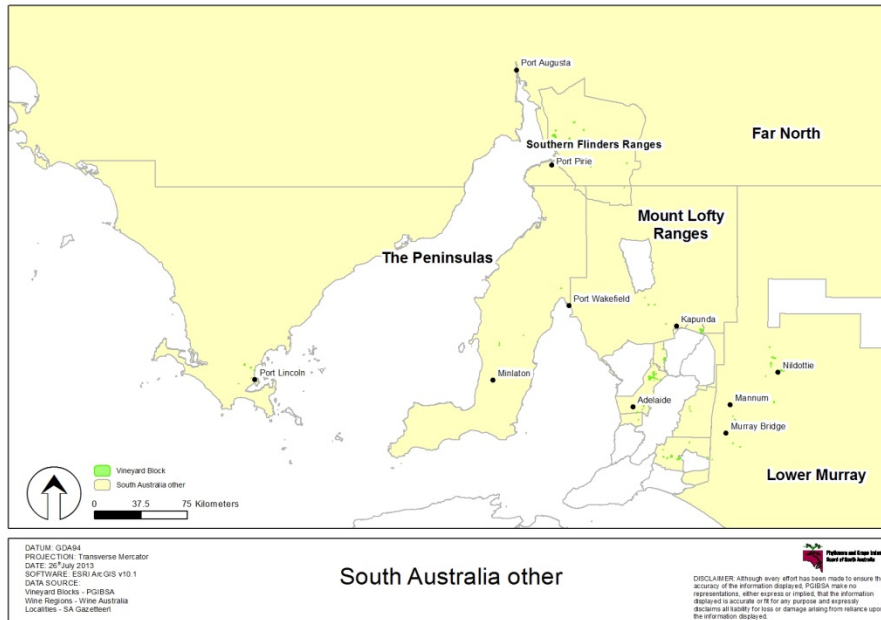 Port Augusta
Far North
Southern Flinders Ranges
Port Pirie
Mount Lofty
Ranges
The Peninsulas
Port Wakefield
Kapunda
Nildottie
Port Lincoln
Minlaton
Adelaide
Mannum
Murray Bridge
Lower Murray
Vineyard Block
South Australia other
0 37.5 75 Kilometers
DATUM: GDA94
PROJECTION: Transverse Mercator
DATE: 26th July 2013
SOFTWARE: ESRI ArcGIS v10.1
DATA SOURCE:
Vineyard Blocks - PGIBSA
Wine Regions - Wine Australia
Localities - SA Gazetteerl
South Australia other
Phylloxera and Grape Indus
Board of South Australia
DISCLAIMER: Although every effort has been made to ensure the
accuracy of the information displayed, PGIBSA make no
representations, either express or implied, that the information
displayed is accurate or fit for any purpose and expressly
disclaims all liability for loss or damage arising from reliance upon
the information displayed.